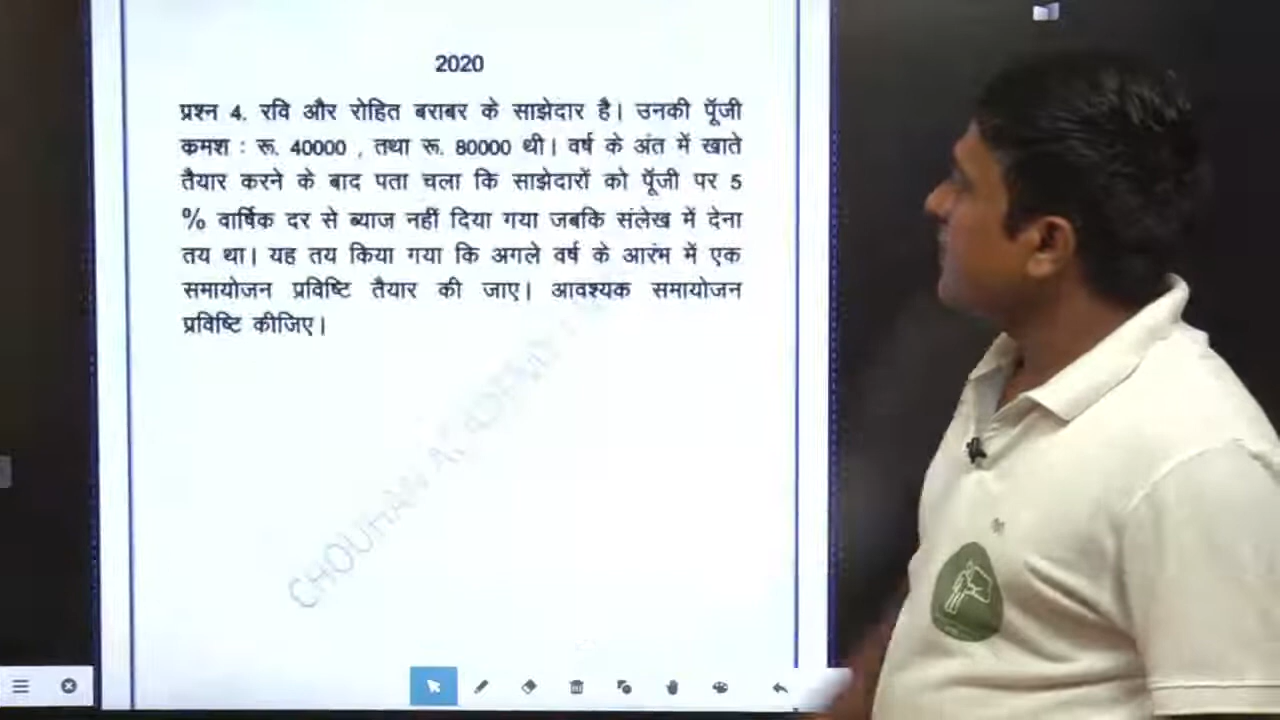 2020
प्रश्न 4. रवि और रोहित बराबर के साझेदार है। उनकी पूॅंजी
कमश : रू. 40000 , तथा रू. 80000 थी। वर्ष के अंत में खाते
तैयार करने के बाद पता चला कि साझेदारों को पूॅंजी पर 5
% वार्षिक दर से ब्याज नहीं दिया गया जबकि संलेख में देना
तय था। यह तय किया गया कि अगले वर्ष के आरंभ में एक
समायोजन प्रविष्टि तैयार की जाए। आवश्यक समायोजन
प्रविष्टि कीजिए।
CHOUHAN